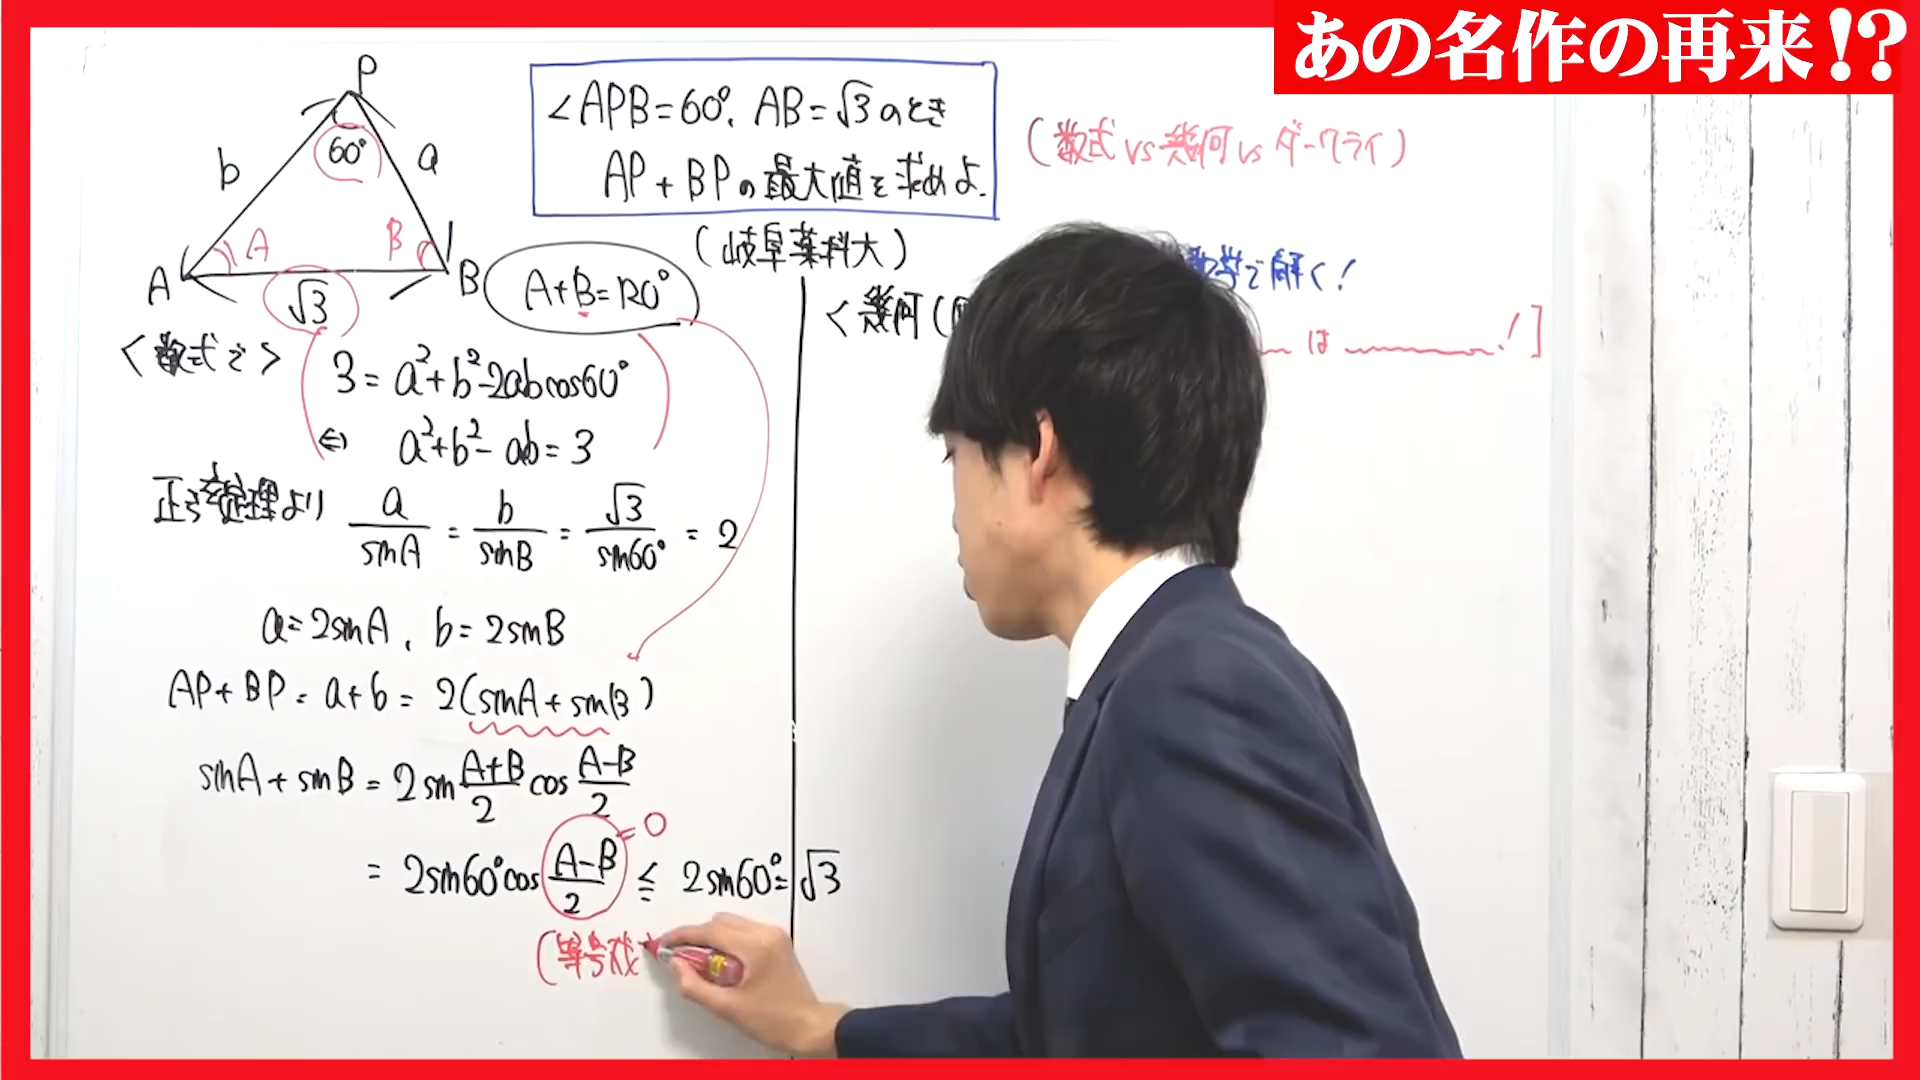 あの名作の再来!?
P
60°
b
a
A
B
A
B
√3
∠APB=60°、AB=√3のとき
AP+BPの最大値を求めよ.
(岐阜薬科大)
(数式 vs 幾何 vs ダークライ)
A+B=120°
<数式で>
3=a²+b²-2abcos60°
⇔ a²+b²-ab=3
正弦定理より a/sinA = b/sinB = √3/sin60° = 2
a=2sinA, b=2sinB
AP+BP=a+b=2(sinA+sinB)
sinA+sinB=2sin (A+B)/2 cos (A-B)/2
=2sin60°cos (A-B)/2 ≦ 2sin60°=√3
=0
(等号成
<幾何(
数学で解く!
は !]